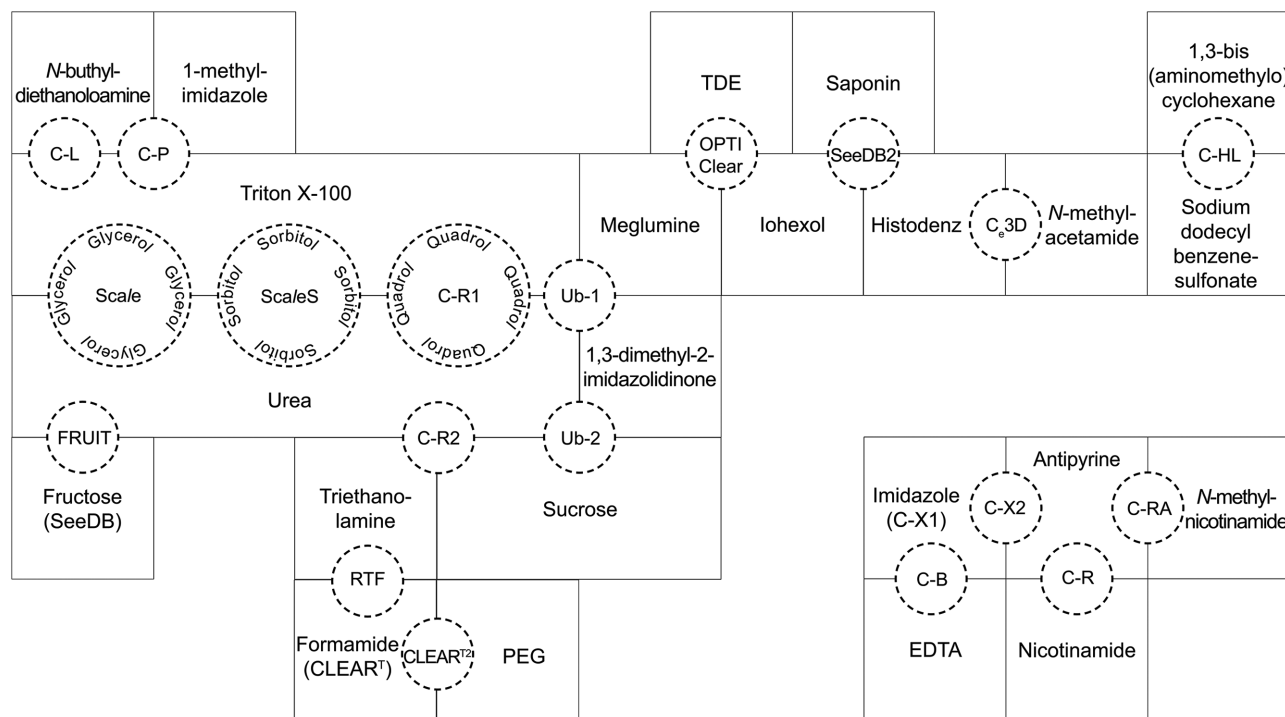 N-buthyl-
diethanoloamine
1-methyl-
imidazole
TDE
Saponin
1,3-bis
(aminomethylo)
cyclohexane
C-L
C-P
OPTI
Clear
SeeDB2
C-HL
Triton X-100
Meglumine
Iohexol
Histodenz
Ce3D
N-methyl-
acetamide
Sodium
dodecyl
benzene-
sulfonate
Glycerol
Glycerol
Glycerol
Glycerol
Scale
Sorbitol
Sorbitol
Sorbitol
Sorbitol
ScaleS
Quadrol
Quadrol
Quadrol
Quadrol
C-R1
Ub-1
1,3-dimethyl-2-
imidazolidinone
Urea
FRUIT
C-R2
Ub-2
Fructose
(SeeDB)
Triethano-
lamine
Sucrose
Antipyrine
Imidazole
(C-X1)
C-X2
C-RA
N-methyl-
nicotinamide
RTF
C-B
C-R
Formamide
(CLEARᵀ)
CLEARᵀ²
PEG
EDTA
Nicotinamide